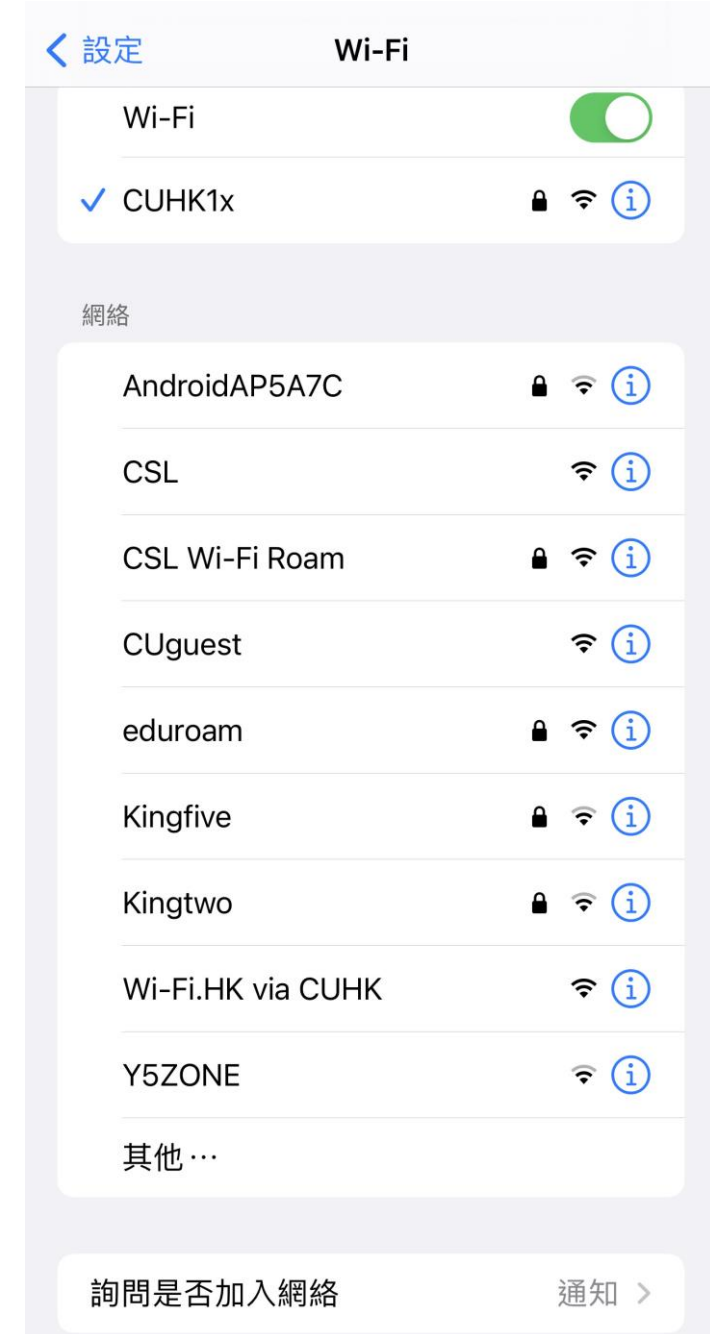 設定 Wi-Fi
Wi-Fi
CUHK1x
網絡
AndroidAP5A7C
CSL
CSL Wi-Fi Roam
CUguest
eduroam
Kingfive
Kingtwo
Wi-Fi.HK via CUHK
Y5ZONE
其他⋯
詢問是否加入網絡 通知